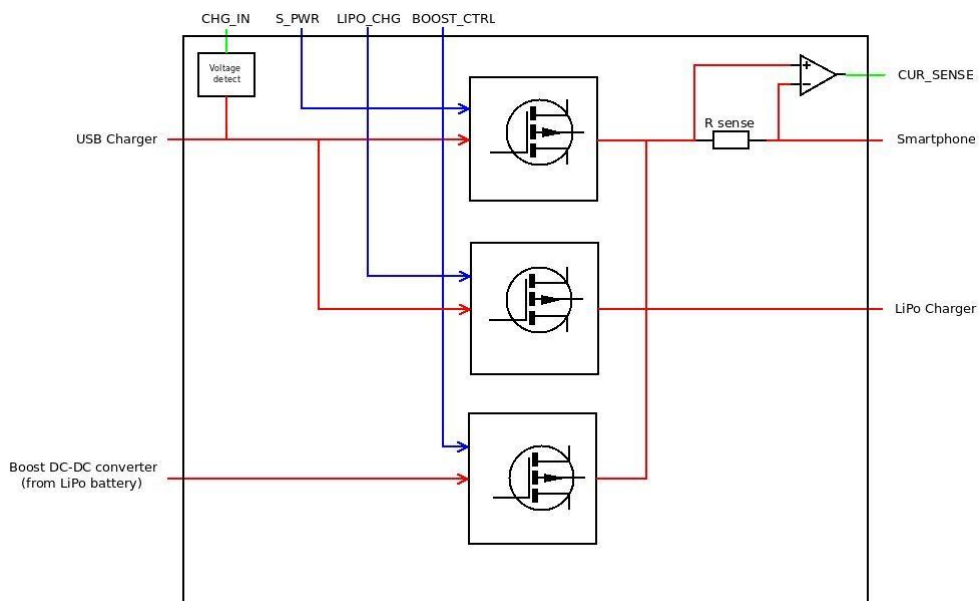 CHG_IN
S_PWR
LIPO_CHG
BOOST_CTRL
Voltage
detect
CUR_SENSE
R sense
USB Charger
Smartphone
LiPo Charger
Boost DC-DC converter
(from LiPo battery)